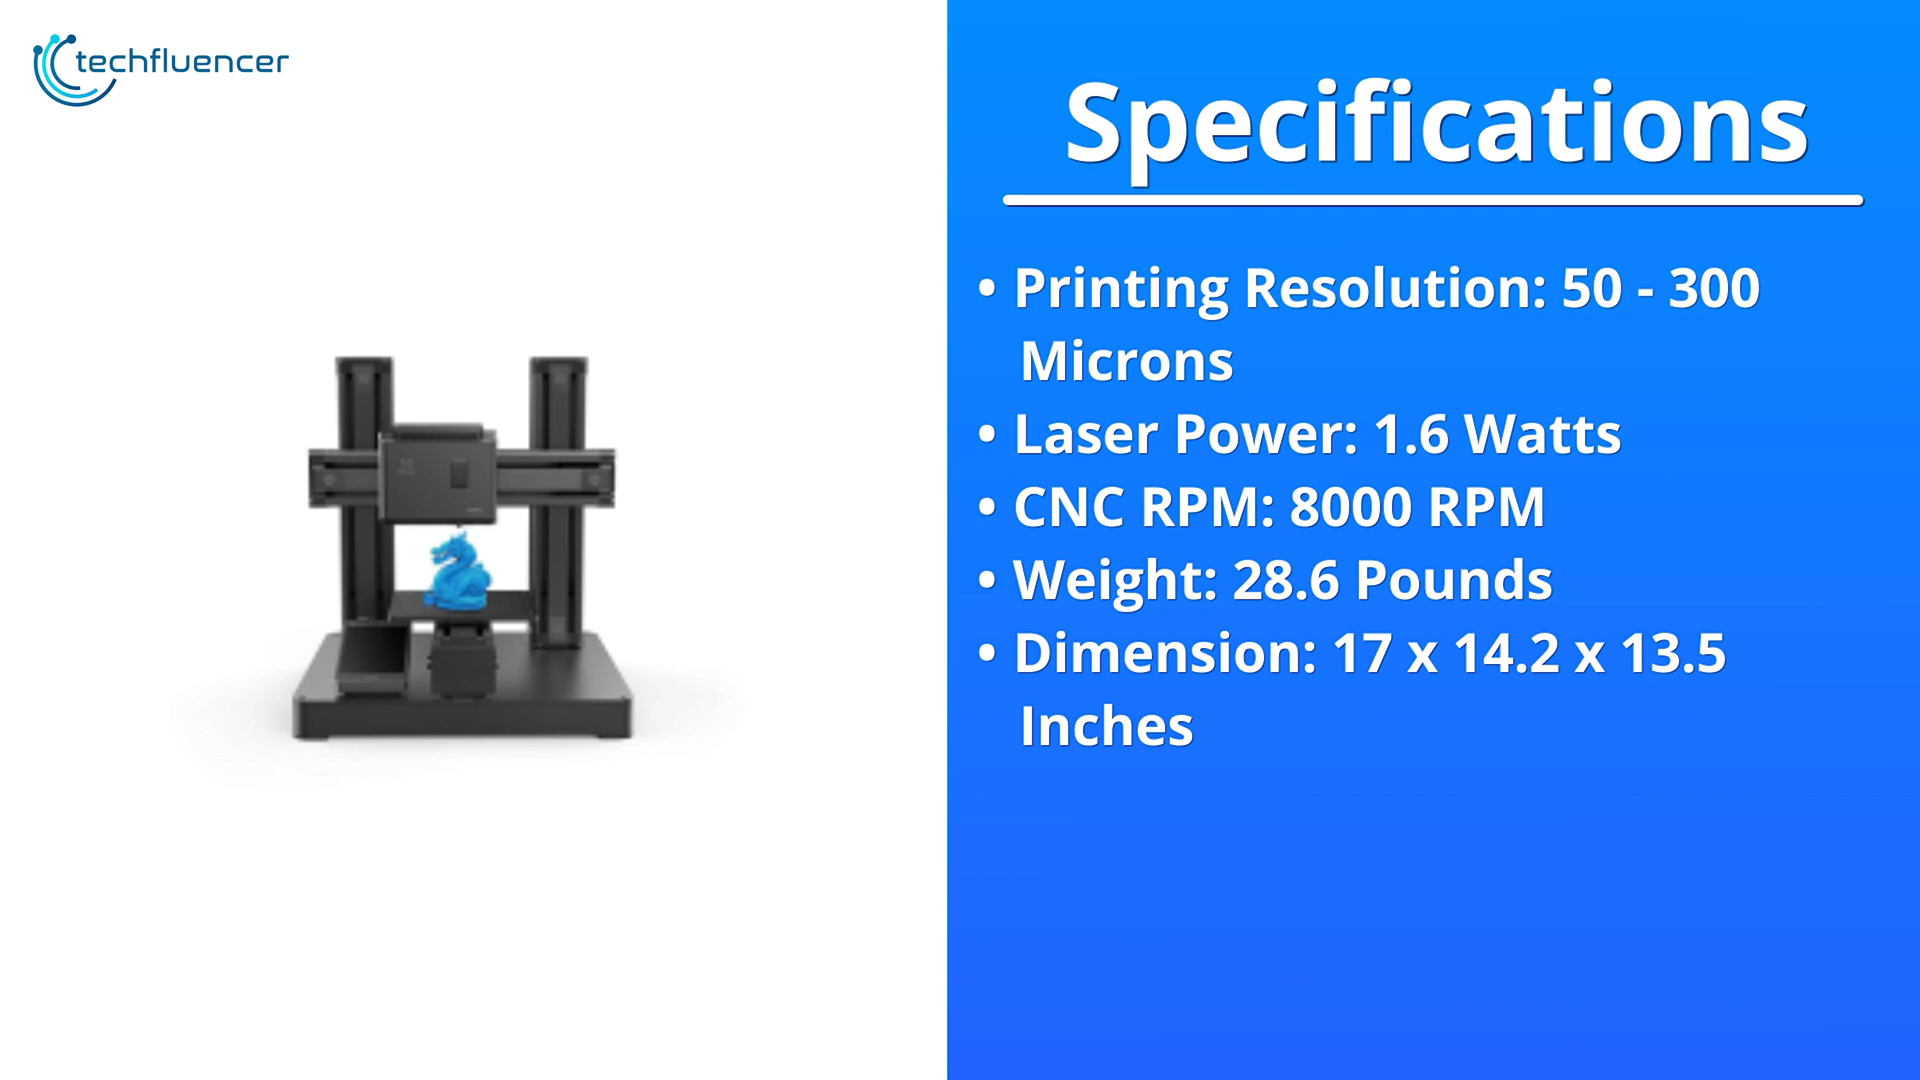 techfluencer
Specifications
• Printing Resolution: 50 - 300
Microns
• Laser Power: 1.6 Watts
• CNC RPM: 8000 RPM
• Weight: 28.6 Pounds
• Dimension: 17 x 14.2 x 13.5
Inches